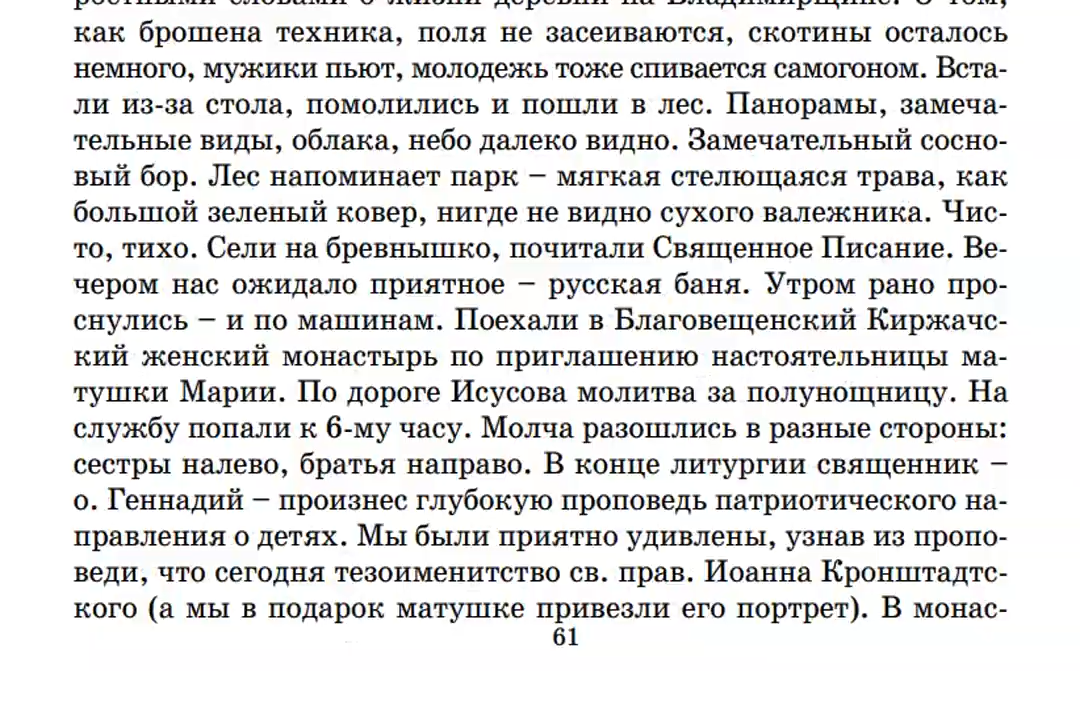 как брошена техника, поля не засеиваются, скотины осталось
немного, мужики пьют, молодежь тоже спивается самогоном. Вста-
ли из-за стола, помолились и пошли в лес. Панорамы, замеча-
тельные виды, облака, небо далеко видно. Замечательный сосно-
вый бор. Лес напоминает парк – мягкая стелющаяся трава, как
большой зеленый ковер, нигде не видно сухого валежника. Чис-
то, тихо. Сели на бревнышко, почитали Священное Писание. Ве-
чером нас ожидало приятное – русская баня. Утром рано про-
снулись – и по машинам. Поехали в Благовещенский Киржачс-
кий женский монастырь по приглашению настоятельницы ма-
тушки Марии. По дороге Исусова молитва за полунощницу. На
службу попали к 6-му часу. Молча разошлись в разные стороны:
сестры налево, братья направо. В конце литургии священник –
о. Геннадий – произнес глубокую проповедь патриотического на-
правления о детях. Мы были приятно удивлены, узнав из пропо-
веди, что сегодня тезоименитство св. прав. Иоанна Кронштадтс-
кого (а мы в подарок матушке привезли его портрет). В монас-
61